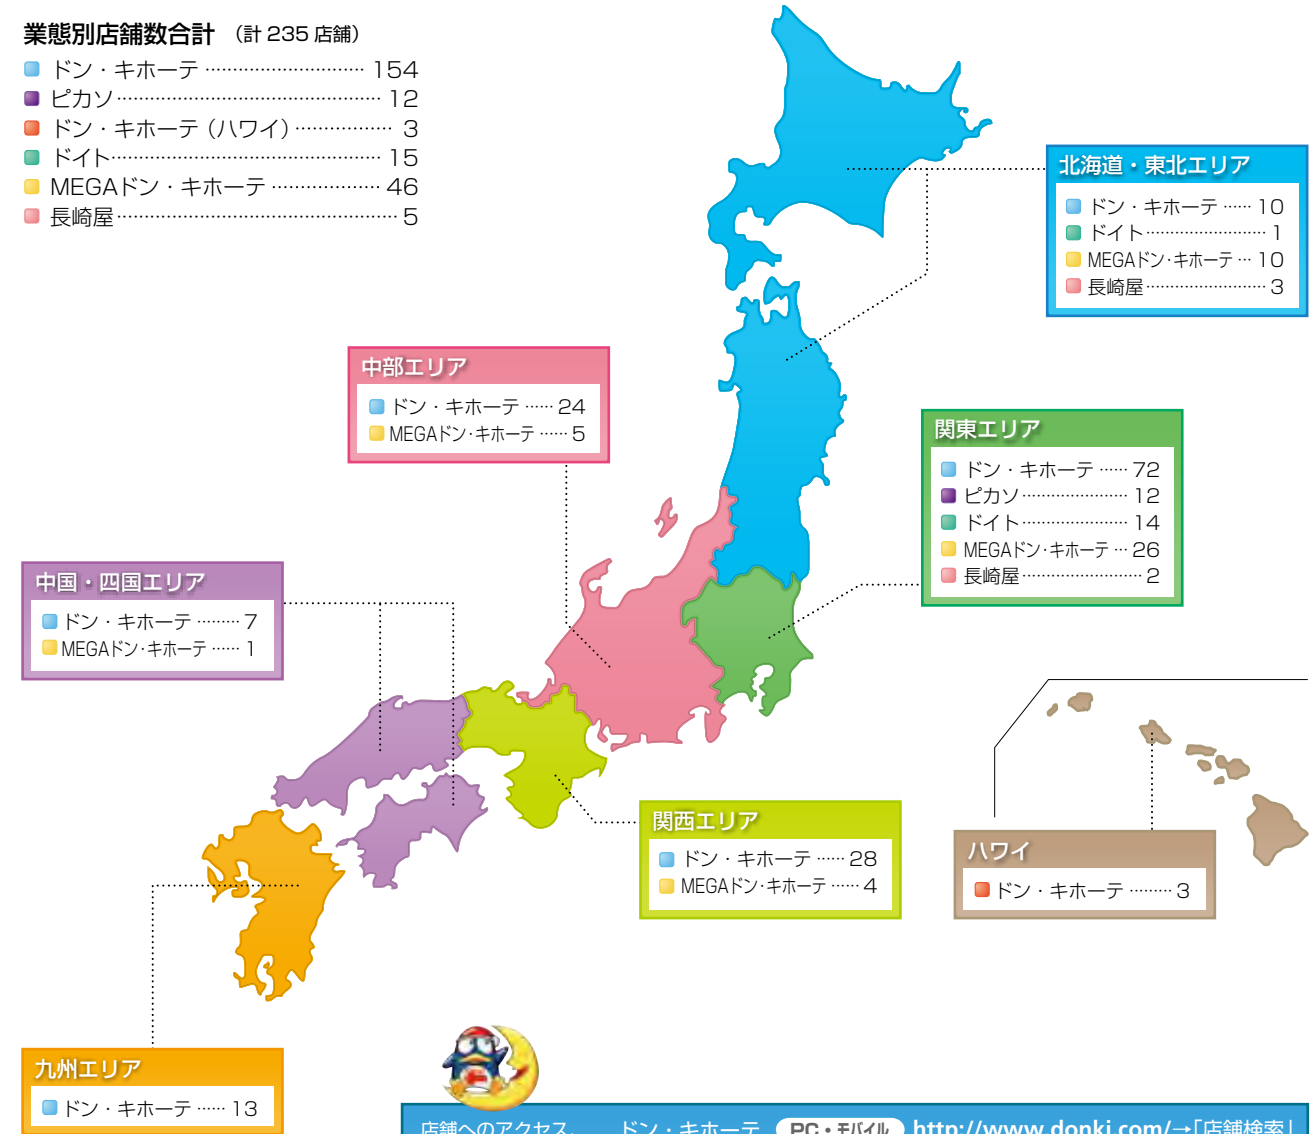 業態別店舗数合計 （計 235 店舗）
ドン・キホーテ ………………………… 154
ピカソ ………………………………………… 12
ドン・キホーテ（ハワイ） ……………… 3
ドイト ………………………………………… 15
MEGAドン・キホーテ ………………… 46
長崎屋 ……………………………………………… 5
北海道・東北エリア
ドン・キホーテ …… 10
ドイト …………………… 1
MEGAドン・キホーテ … 10
長崎屋 …………………… 3
中部エリア
ドン・キホーテ …… 24
MEGAドン・キホーテ …… 5
関東エリア
ドン・キホーテ …… 72
ピカソ ………………… 12
ドイト ………………… 14
MEGAドン・キホーテ … 26
長崎屋 …………………… 2
中国・四国エリア
ドン・キホーテ ……… 7
MEGAドン・キホーテ …… 1
関西エリア
ドン・キホーテ …… 28
MEGAドン・キホーテ …… 4
ハワイ
ドン・キホーテ ……… 3
九州エリア
ドン・キホーテ …… 13
店舗へのアクセス ドン・キホーテ PC・モバイル http://www.donki.com/→「店舗検索」